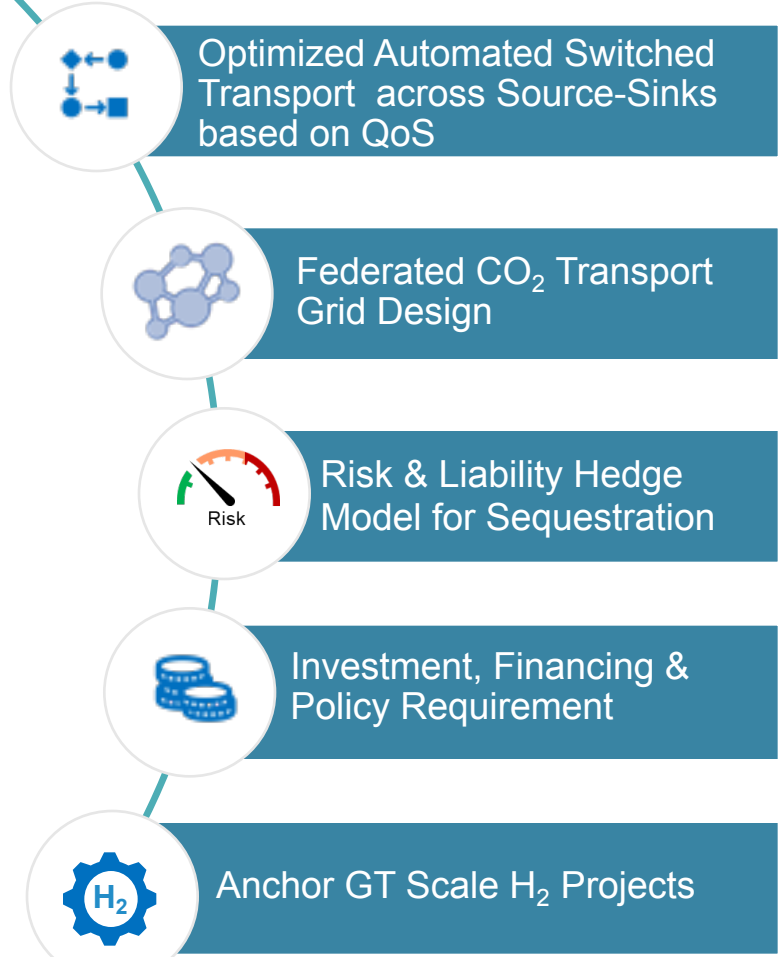 Optimized Automated Switched
Transport across Source-Sinks
based on QoS
Federated CO₂ Transport
Grid Design
Risk
Risk & Liability Hedge
Model for Sequestration
Investment, Financing &
Policy Requirement
H₂
Anchor GT Scale H₂ Projects